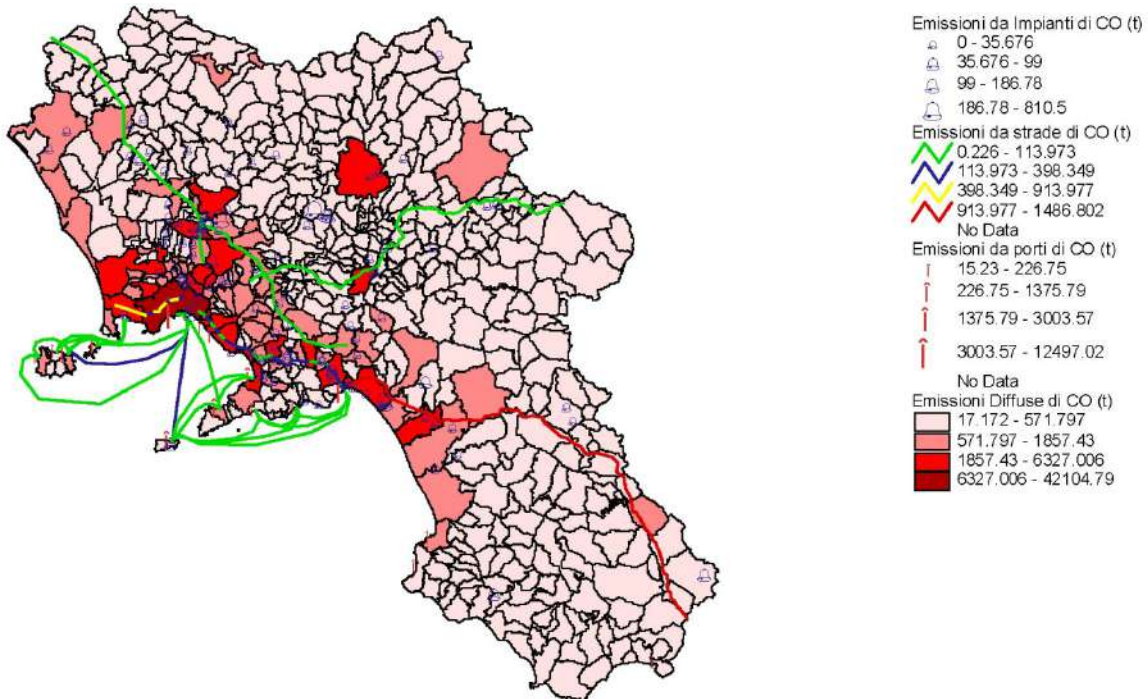 Emissioni da Impianti di CO (t)
0 - 35.676
35.676 - 99
99 - 186.78
186.78 - 810.5
Emissioni da strade di CO (t)
0.226 - 113.973
113.973 - 398.349
398.349 - 913.977
913.977 - 1486.802
No Data
Emissioni da porti di CO (t)
15.23 - 226.75
226.75 - 1375.79
1375.79 - 3003.57
3003.57 - 12497.02
No Data
Emissioni Diffuse di CO (t)
17.172 - 571.797
571.797 - 1857.43
1857.43 - 6327.006
6327.006 - 42104.79